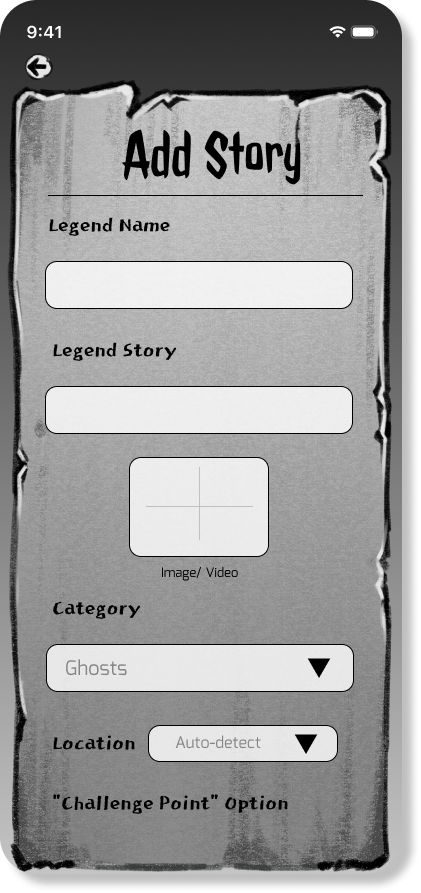 9:41
Add Story
Legend Name
Legend Story
Image/ Video
Category
Ghosts
Location Auto-detect
"Challenge Point" Option